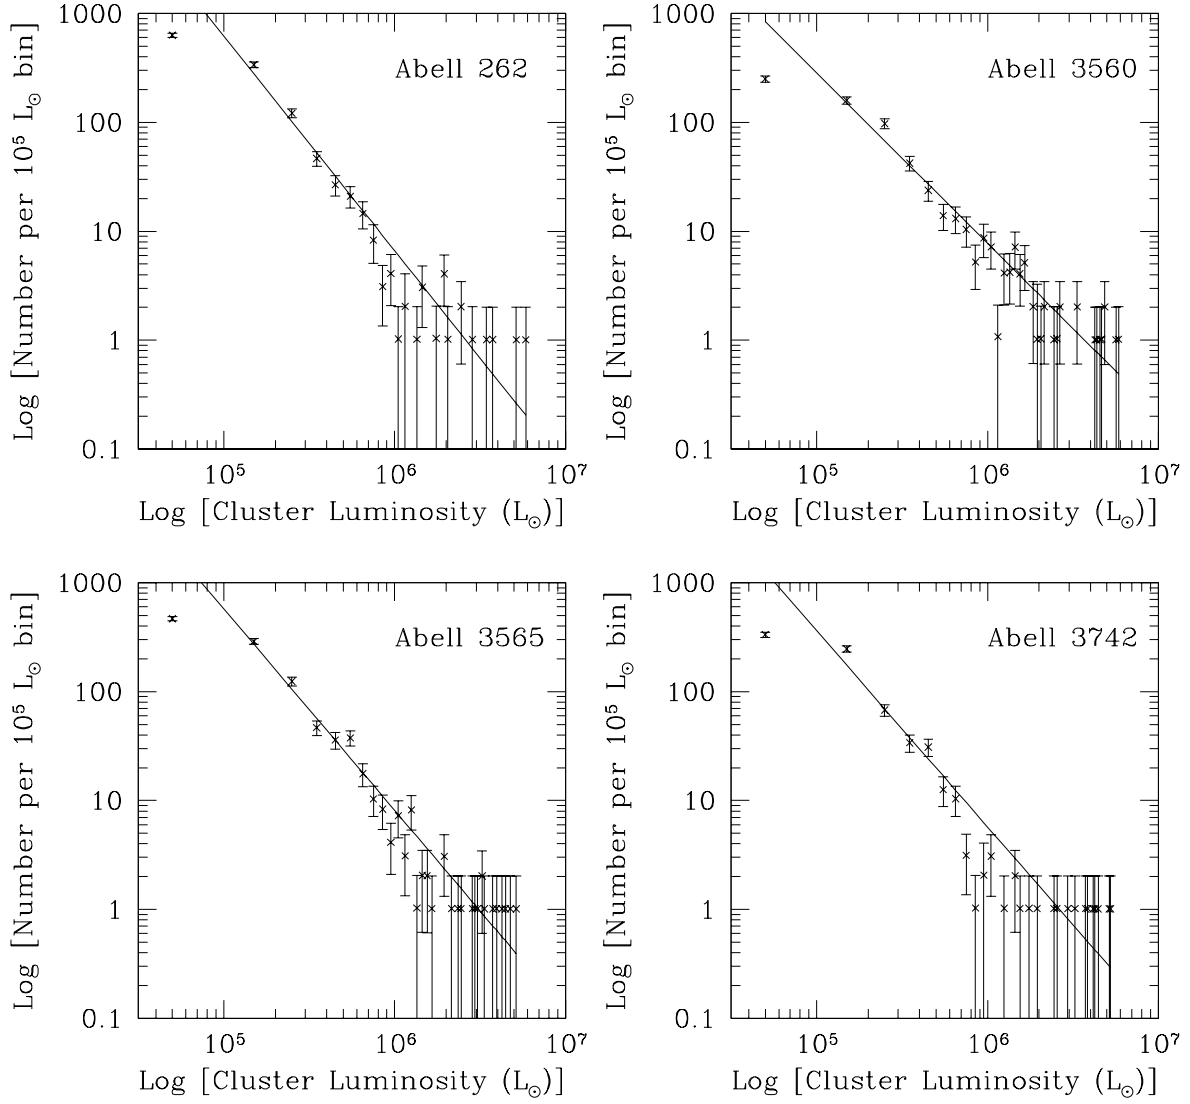 1000
100
10
1
0.1
Log [Number per 10⁵ L⊙ bin]
Abell 262
10⁵ 10⁶ 10⁷
Log [Cluster Luminosity (L⊙)]
1000
100
10
1
0.1
Log [Number per 10⁵ L⊙ bin]
Abell 3560
10⁵ 10⁶ 10⁷
Log [Cluster Luminosity (L⊙)]
1000
100
10
1
0.1
Log [Number per 10⁵ L⊙ bin]
Abell 3565
10⁵ 10⁶ 10⁷
Log [Cluster Luminosity (L⊙)]
1000
100
10
1
0.1
Log [Number per 10⁵ L⊙ bin]
Abell 3742
10⁵ 10⁶ 10⁷
Log [Cluster Luminosity (L⊙)]